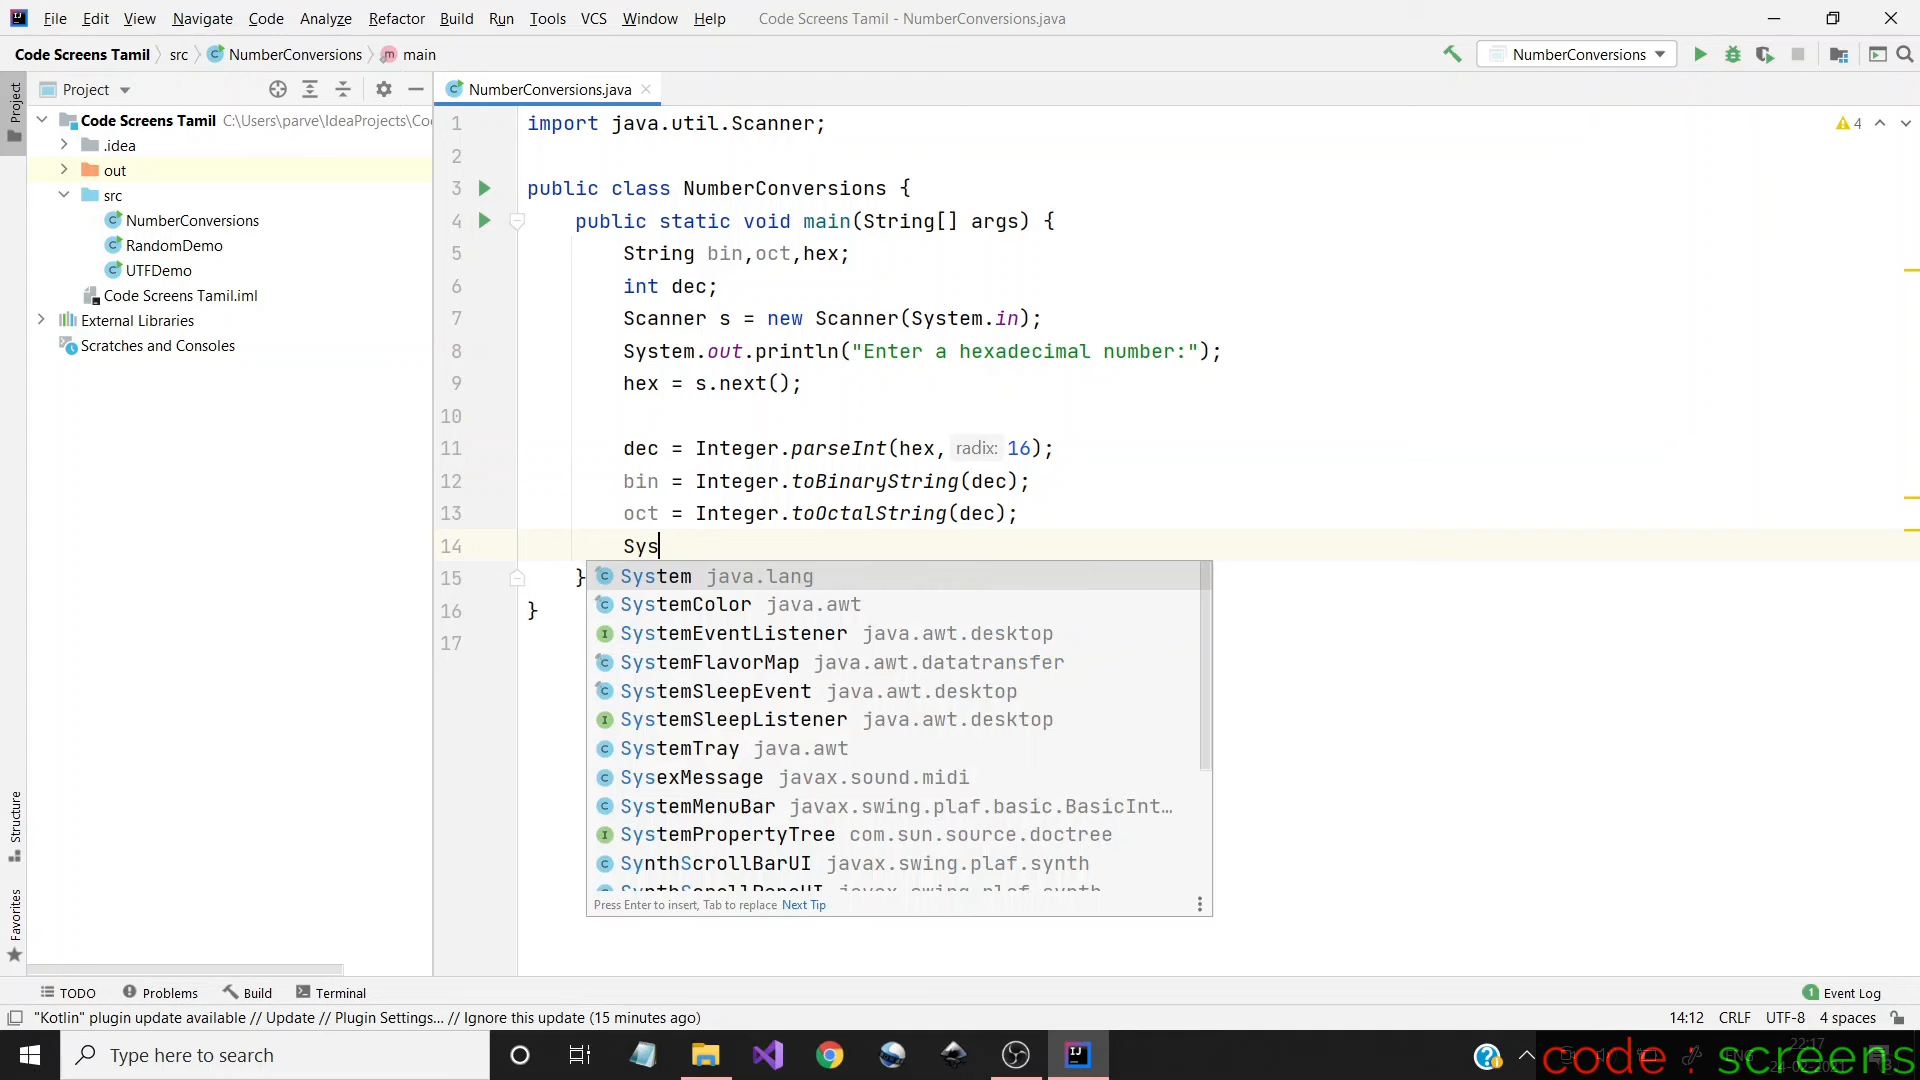 File Edit View Navigate Code Analyze Refactor Build Run Tools VCS Window Help Code Screens Tamil - NumberConversions.java
Code Screens Tamil src NumberConversions main NumberConversions
Project
Project
NumberConversions.java
Code Screens Tamil C:\Users\parve\IdeaProjects\Co
.idea
out
src
NumberConversions
RandomDemo
UTFDemo
Code Screens Tamil.iml
External Libraries
Scratches and Consoles
4
1 import java.util.Scanner;
2
3 public class NumberConversions {
4 public static void main(String[] args) {
5 String bin,oct,hex;
6 int dec;
7 Scanner s = new Scanner(System.in);
8 System.out.println("Enter a hexadecimal number:");
9 hex = s.next();
10
11 dec = Integer.parseInt(hex, radix: 16);
12 bin = Integer.toBinaryString(dec);
13 oct = Integer.toOctalString(dec);
14 Sys
15 }
16 }
17
System java.lang
SystemColor java.awt
SystemEventListener java.awt.desktop
SystemFlavorMap java.awt.datatransfer
SystemSleepEvent java.awt.desktop
SystemSleepListener java.awt.desktop
SystemTray java.awt
SysexMessage javax.sound.midi
SystemMenuBar javax.swing.plaf.basic.BasicInt…
SystemPropertyTree com.sun.source.doctree
SynthScrollBarUI javax.swing.plaf.synth
Press Enter to insert, Tab to replace Next Tip
Structure
Favorites
TODO Problems Build Terminal 1 Event Log
"Kotlin" plugin update available // Update // Plugin Settings... // Ignore this update (15 minutes ago) 14:12 CRLF UTF-8 4 spaces
Type here to search
22:17
code : screens